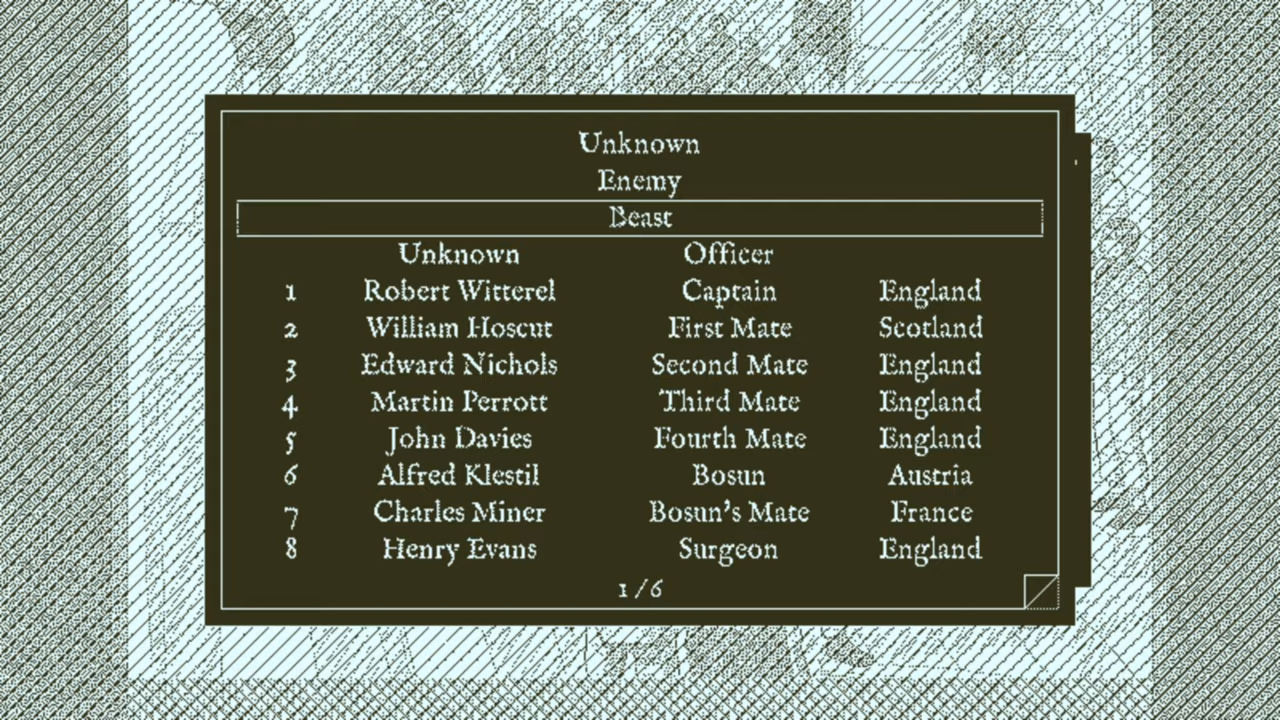 Unknown
Enemy
Beast
Unknown Officer
1 Robert Witterel Captain England
2 William Hoscut First Mate Scotland
3 Edward Nichols Second Mate England
4 Martin Perrott Third Mate England
5 John Davies Fourth Mate England
6 Alfred Klestil Bosun Austria
7 Charles Miner Bosun's Mate France
8 Henry Evans Surgeon England
1/6